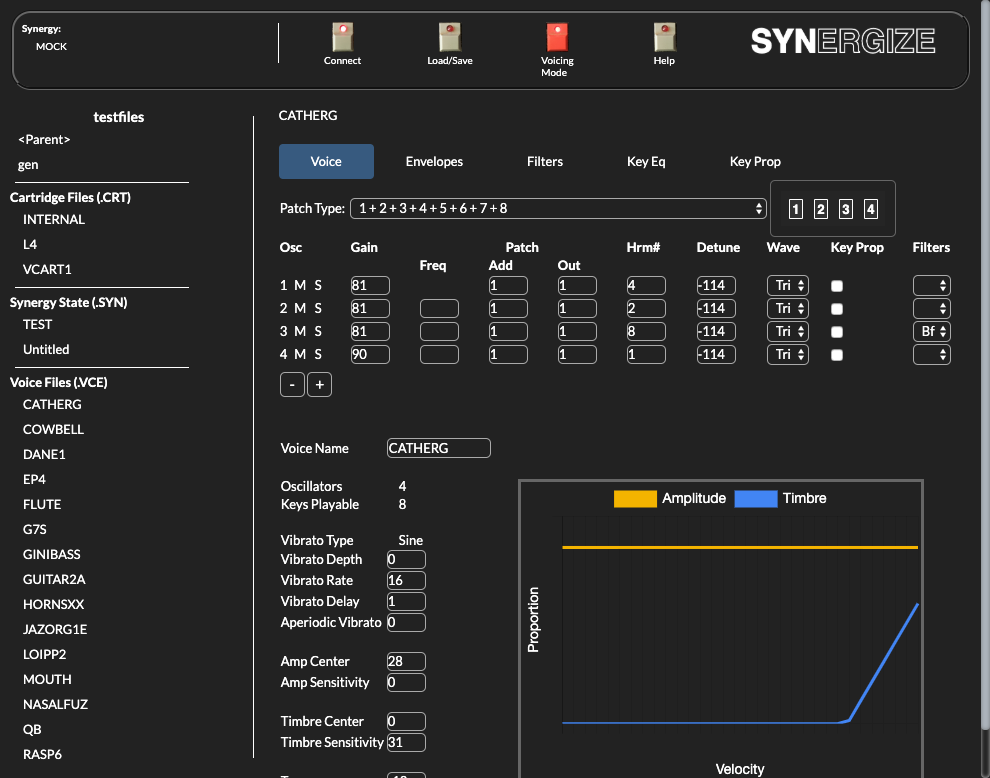 Synergy:
MOCK
Connect
Load/Save
Voicing
Mode
Help
SYNERGIZE
testfiles
<Parent>
gen
Cartridge Files (.CRT)
INTERNAL
L4
VCART1
Synergy State (.SYN)
TEST
Untitled
Voice Files (.VCE)
CATHERG
COWBELL
DANE1
EP4
FLUTE
G7S
GINIBASS
GUITAR2A
HORNSXX
JAZORG1E
LOIPP2
MOUTH
NASALFUZ
QB
RASP6
CATHERG
Voice Envelopes Filters Key Eq Key Prop
Patch Type: 1 + 2 + 3 + 4 + 5 + 6 + 7 + 8
1 2 3 4
Osc Gain Patch Hrm# Detune Wave Key Prop Filters
Freq Add Out
1 M S 81 1 1 4 -114 Tri
2 M S 81 1 1 2 -114 Tri
3 M S 81 1 1 8 -114 Tri Bf
4 M S 90 1 1 1 -114 Tri
- +
Voice Name CATHERG
Oscillators 4
Keys Playable 8
Vibrato Type Sine
Vibrato Depth 0
Vibrato Rate 16
Vibrato Delay 1
Aperiodic Vibrato 0
Amp Center 28
Amp Sensitivity 0
Timbre Center 0
Timbre Sensitivity 31
Amplitude Timbre
Proportion
Velocity